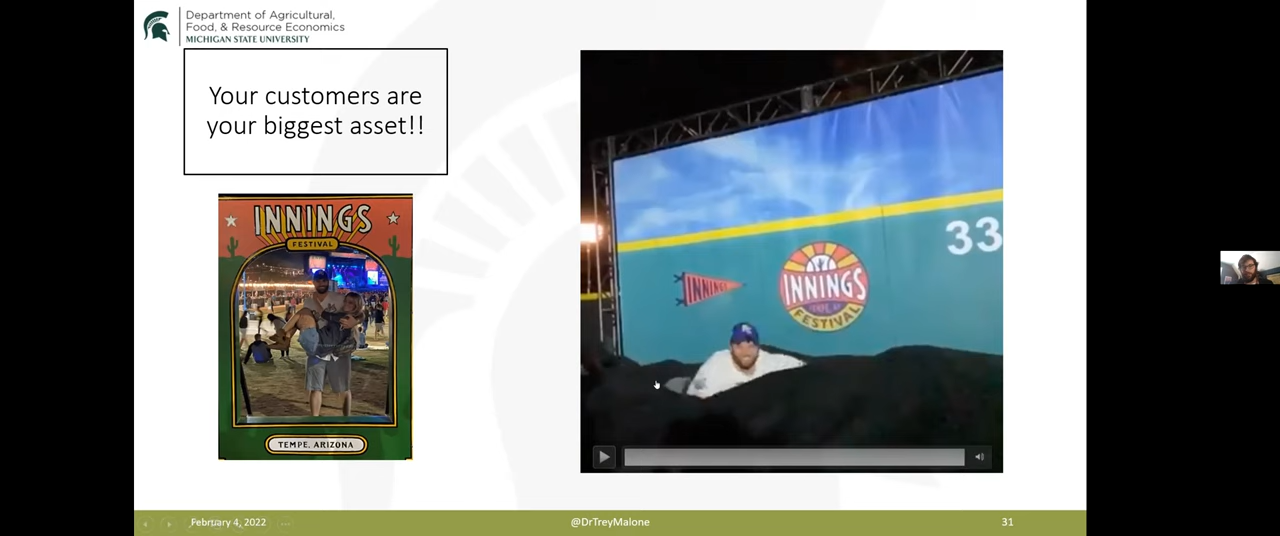 Department of Agricultural,
Food, & Resource Economics
MICHIGAN STATE UNIVERSITY
Your customers are
your biggest asset!!
INNINGS
FESTIVAL
TEMPE, ARIZONA
33
INNINGS
INNINGS
FESTIVAL
February 4, 2022
@DrTreyMalone
31